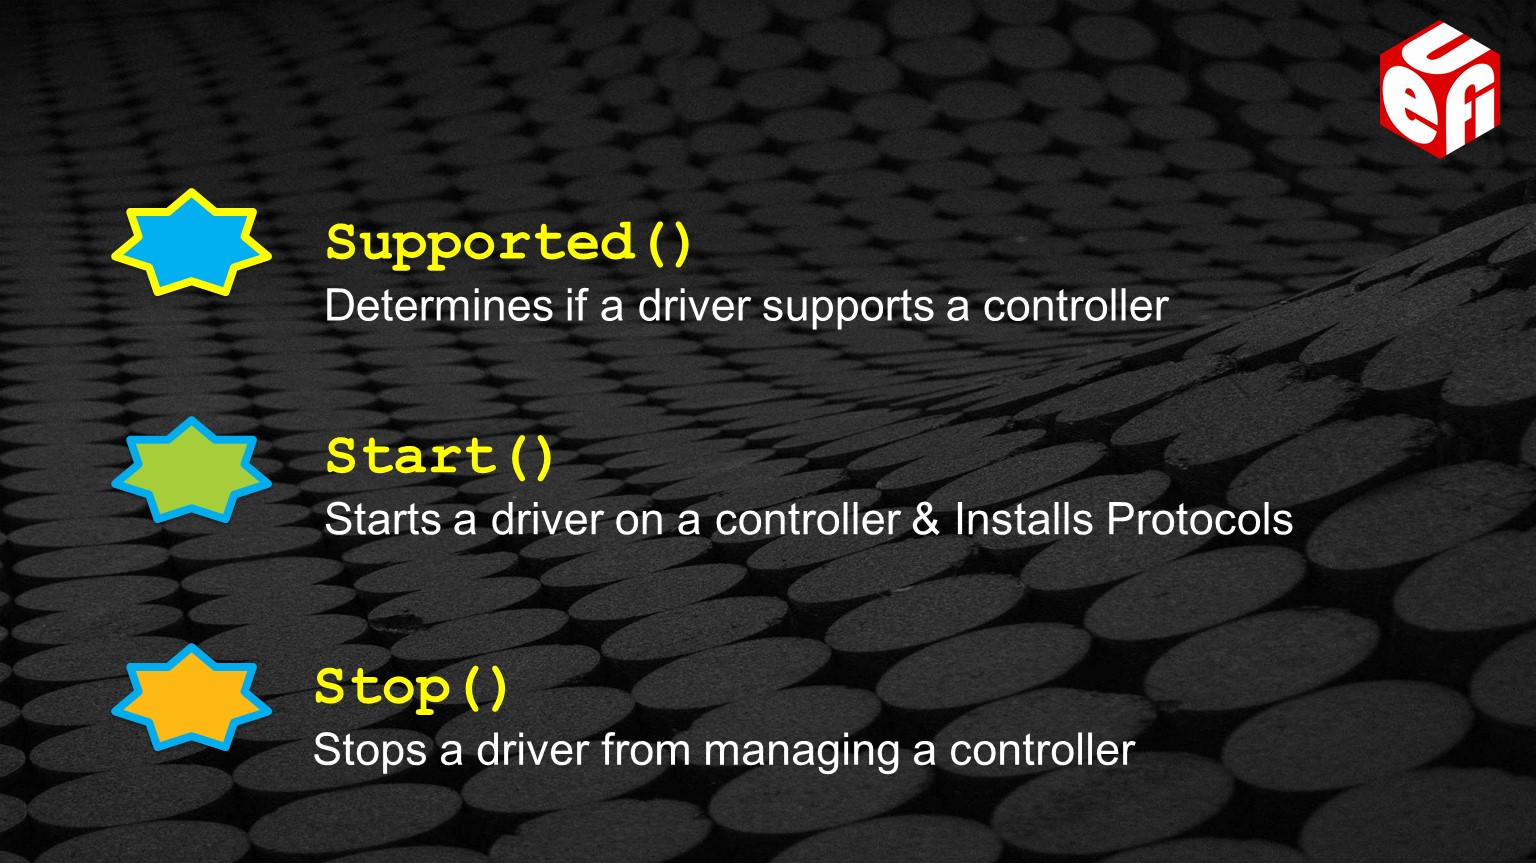 UEFI
Supported()
Determines if a driver supports a controller
Start()
Starts a driver on a controller & Installs Protocols
Stop()
Stops a driver from managing a controller